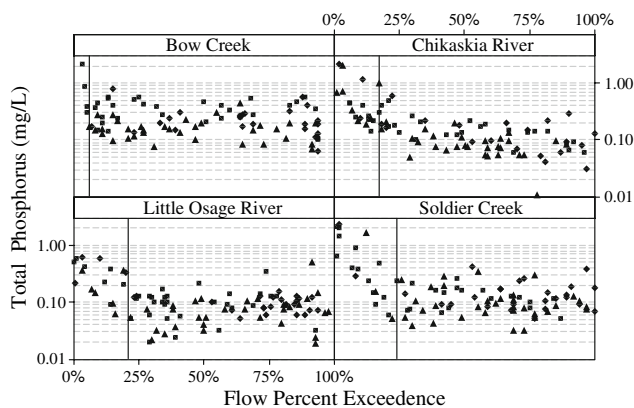 0% 25% 50% 75% 100%
Bow Creek Chikaskia River
1.00
0.10
0.01
Little Osage River Soldier Creek
1.00
0.10
0.01
0% 25% 50% 75% 100%
Flow Percent Exceedence
Total Phosphorus (mg/L)